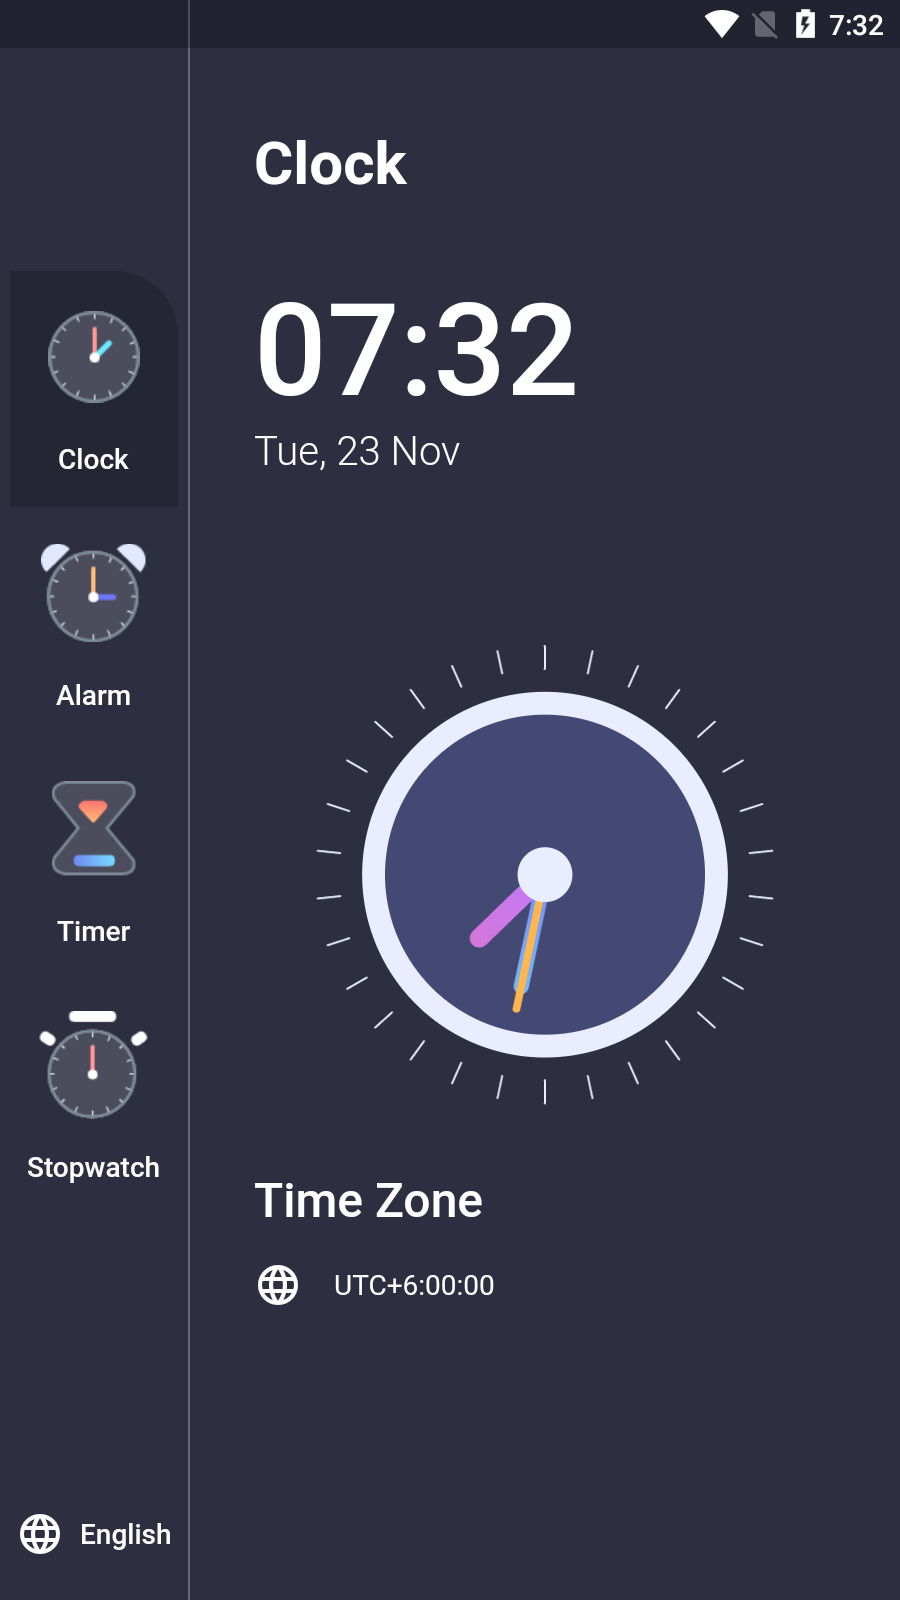 7:32
Clock
07:32
Tue, 23 Nov
Clock
Alarm
Timer
Stopwatch
Time Zone
UTC+6:00:00
English